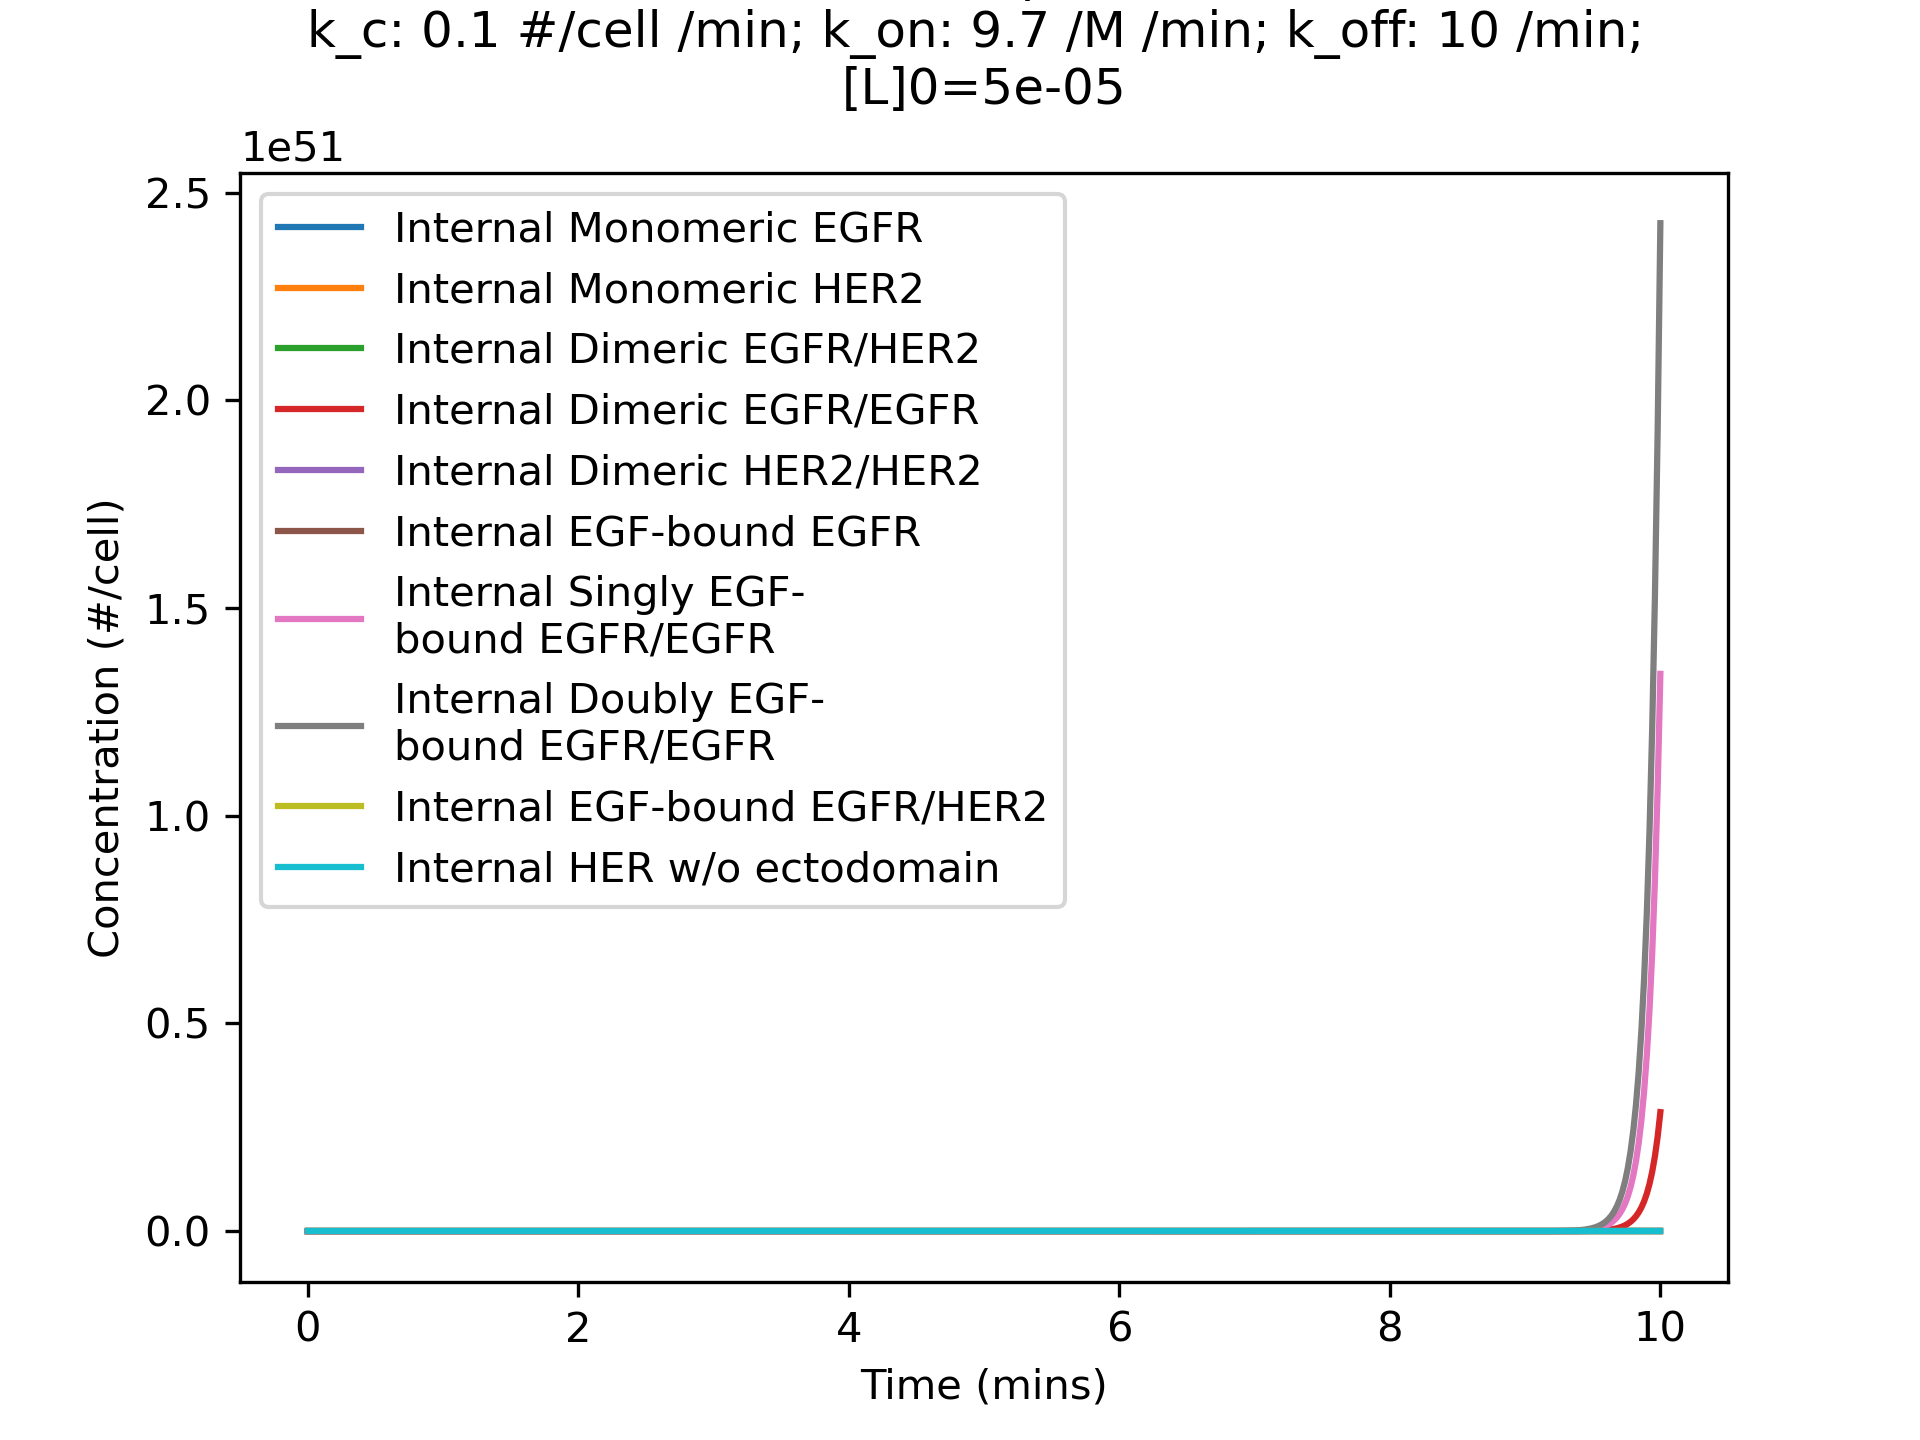 k_c: 0.1 #/cell /min; k_on: 9.7 /M /min; k_off: 10 /min;
[L]0=5e-05
1e51
2.5
2.0
1.5
1.0
0.5
0.0
Concentration (#/cell)
Internal Monomeric EGFR
Internal Monomeric HER2
Internal Dimeric EGFR/HER2
Internal Dimeric EGFR/EGFR
Internal Dimeric HER2/HER2
Internal EGF-bound EGFR
Internal Singly EGF-
bound EGFR/EGFR
Internal Doubly EGF-
bound EGFR/EGFR
Internal EGF-bound EGFR/HER2
Internal HER w/o ectodomain
0 2 4 6 8 10
Time (mins)